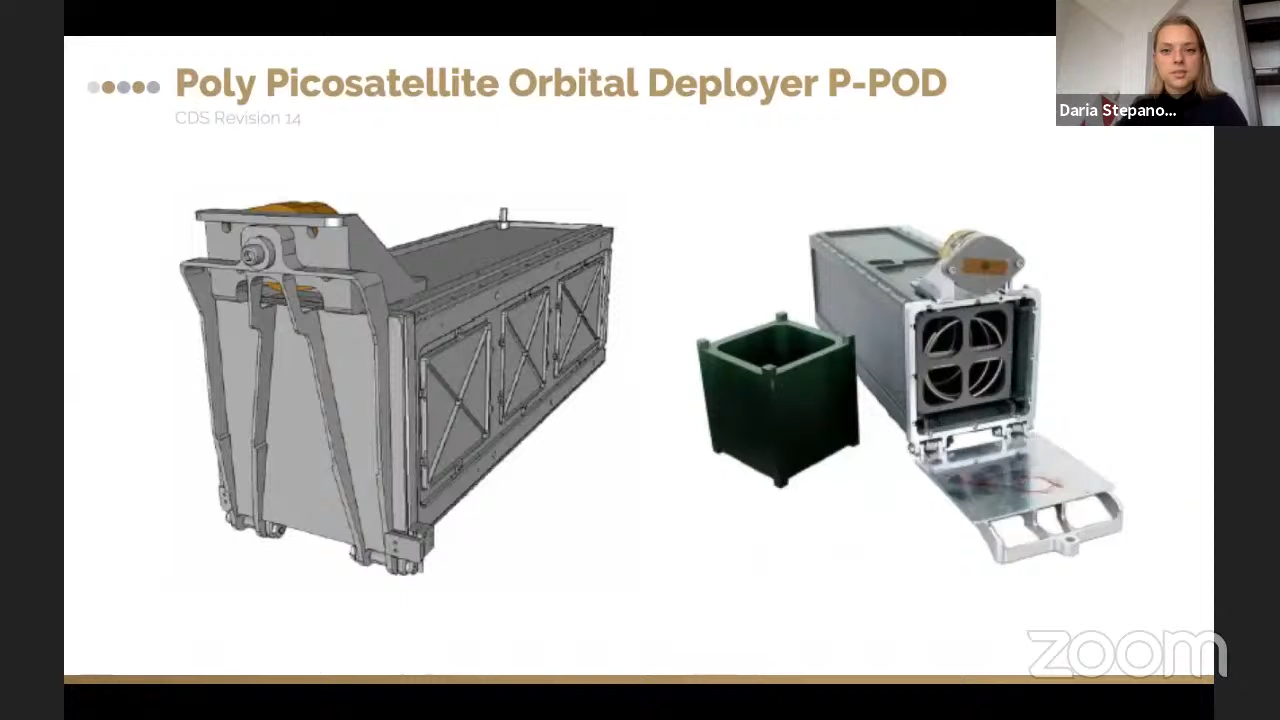 Poly Picosatellite Orbital Deployer P-POD
CDS Revision 14
Daria Stepano...
zoom